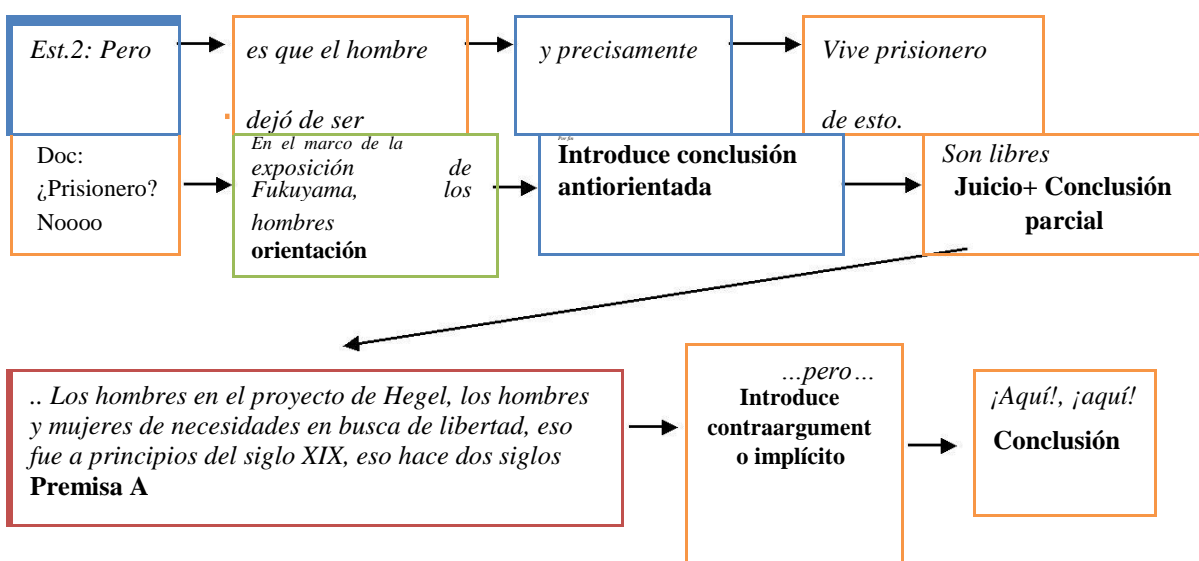 Est.2: Pero
es que el hombre
dejó de ser
y precisamente
Vive prisionero
de esto.
Doc:
¿Prisionero?
Noooo
En el marco de la
exposición de
Fukuyama, los
hombres
orientación
Por fin
Introduce conclusión
antiorientada
Son libres
Juicio+ Conclusión
parcial
.. Los hombres en el proyecto de Hegel, los hombres
y mujeres de necesidades en busca de libertad, eso
fue a principios del siglo XIX, eso hace dos siglos
Premisa A
...pero...
Introduce
contraargument
o implícito
¡Aquí!, ¡aquí!
Conclusión